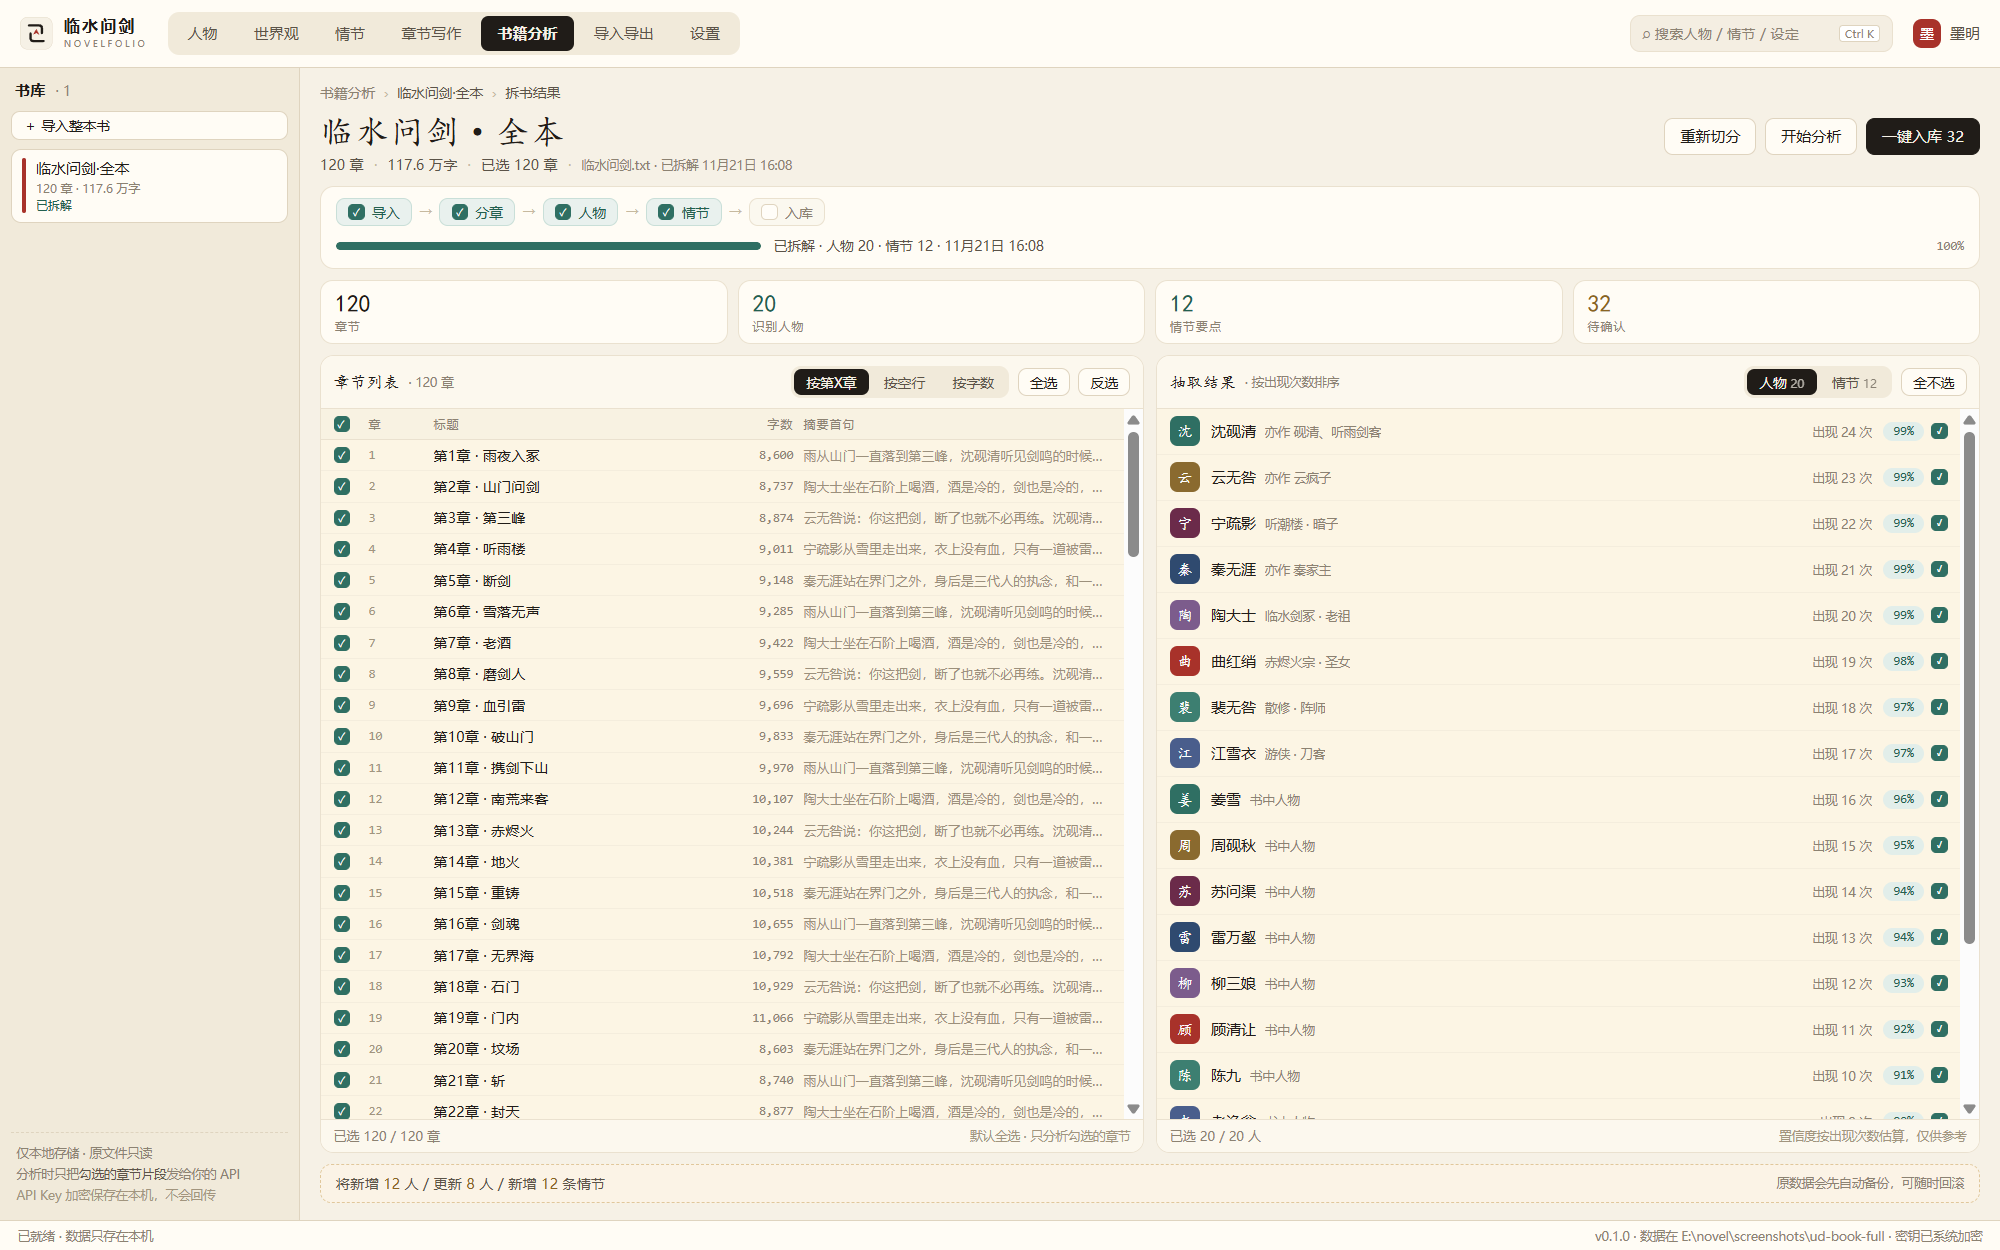 临水问剑
NOVELFOLIO
人物 世界观 情节 章节写作 书籍分析 导入导出 设置
搜索人物 / 情节 / 设定 Ctrl K
墨 墨明
书库 · 1
+ 导入整本书
临水问剑·全本
120 章 · 117.6 万字
已拆解
仅本地存储 · 原文件只读
分析时只把勾选的章节片段发给你的 API
API Key 加密保存在本机，不会回传
书籍分析 › 临水问剑·全本 › 拆书结果
临水问剑 · 全本
120 章 · 117.6 万字 · 已选 120 章 · 临水问剑.txt · 已拆解 11月21日 16:08
重新切分 开始分析 一键入库 32
导入 → 分章 → 人物 → 情节 → 入库
已拆解 · 人物 20 · 情节 12 · 11月21日 16:08 100%
120
章节
20
识别人物
12
情节要点
32
待确认
章节列表 · 120 章 按第X章 按空行 按字数 全选 反选
章 标题 字数 摘要首句
1 第1章 · 雨夜入冢 8,600 雨从山门一直落到第三峰，沈砚清听见剑鸣的时候...
2 第2章 · 山门问剑 8,737 陶大士坐在石阶上喝酒，酒是冷的，剑也是冷的，...
3 第3章 · 第三峰 8,874 云无咎说：你这把剑，断了也就不必再练。沈砚清...
4 第4章 · 听雨楼 9,011 宁疏影从雪里走出来，衣上没有血，只有一道被雷...
5 第5章 · 断剑 9,148 秦无涯站在界门之外，身后是三代人的执念，和一...
6 第6章 · 雪落无声 9,285 雨从山门一直落到第三峰，沈砚清听见剑鸣的时候...
7 第7章 · 老酒 9,422 陶大士坐在石阶上喝酒，酒是冷的，剑也是冷的，...
8 第8章 · 磨剑人 9,559 云无咎说：你这把剑，断了也就不必再练。沈砚清...
9 第9章 · 血引雷 9,696 宁疏影从雪里走出来，衣上没有血，只有一道被雷...
10 第10章 · 破山门 9,833 秦无涯站在界门之外，身后是三代人的执念，和一...
11 第11章 · 携剑下山 9,970 雨从山门一直落到第三峰，沈砚清听见剑鸣的时候...
12 第12章 · 南荒来客 10,107 陶大士坐在石阶上喝酒，酒是冷的，剑也是冷的，...
13 第13章 · 赤烬火 10,244 云无咎说：你这把剑，断了也就不必再练。沈砚清...
14 第14章 · 地火 10,381 宁疏影从雪里走出来，衣上没有血，只有一道被雷...
15 第15章 · 重铸 10,518 秦无涯站在界门之外，身后是三代人的执念，和一...
16 第16章 · 剑魂 10,655 雨从山门一直落到第三峰，沈砚清听见剑鸣的时候...
17 第17章 · 无界海 10,792 陶大士坐在石阶上喝酒，酒是冷的，剑也是冷的，...
18 第18章 · 石门 10,929 云无咎说：你这把剑，断了也就不必再练。沈砚清...
19 第19章 · 门内 11,066 宁疏影从雪里走出来，衣上没有血，只有一道被雷...
20 第20章 · 坟场 8,603 秦无涯站在界门之外，身后是三代人的执念，和一...
21 第21章 · 斩 8,740 雨从山门一直落到第三峰，沈砚清听见剑鸣的时候...
22 第22章 · 封天 8,877 陶大士坐在石阶上喝酒，酒是冷的，剑也是冷的，...
已选 120 / 120 章 默认全选 · 只分析勾选的章节
抽取结果 · 按出现次数排序 人物 20 情节 12 全不选
沈 沈砚清 亦作 砚清、听雨剑客 出现 24 次 99%
云 云无咎 亦作 云疯子 出现 23 次 99%
宁 宁疏影 听潮楼 · 暗子 出现 22 次 99%
秦 秦无涯 亦作 秦家主 出现 21 次 99%
陶 陶大士 临水剑冢 · 老祖 出现 20 次 99%
曲 曲红绡 赤烬火宗 · 圣女 出现 19 次 98%
裴 裴无咎 散修 · 阵师 出现 18 次 97%
江 江雪衣 游侠 · 刀客 出现 17 次 97%
姜 姜雪 书中人物 出现 16 次 96%
周 周砚秋 书中人物 出现 15 次 95%
苏 苏问渠 书中人物 出现 14 次 94%
雷 雷万壑 书中人物 出现 13 次 94%
柳 柳三娘 书中人物 出现 12 次 93%
顾 顾清让 书中人物 出现 11 次 92%
陈 陈九 书中人物 出现 10 次 91%
已选 20 / 20 人 置信度按出现次数估算，仅供参考
将新增 12 人 / 更新 8 人 / 新增 12 条情节 原数据会先自动备份，可随时回滚
已就绪 · 数据只存在本机 v0.1.0 · 数据在 E:\novel\screenshots\ud-book-full · 密钥已系统加密